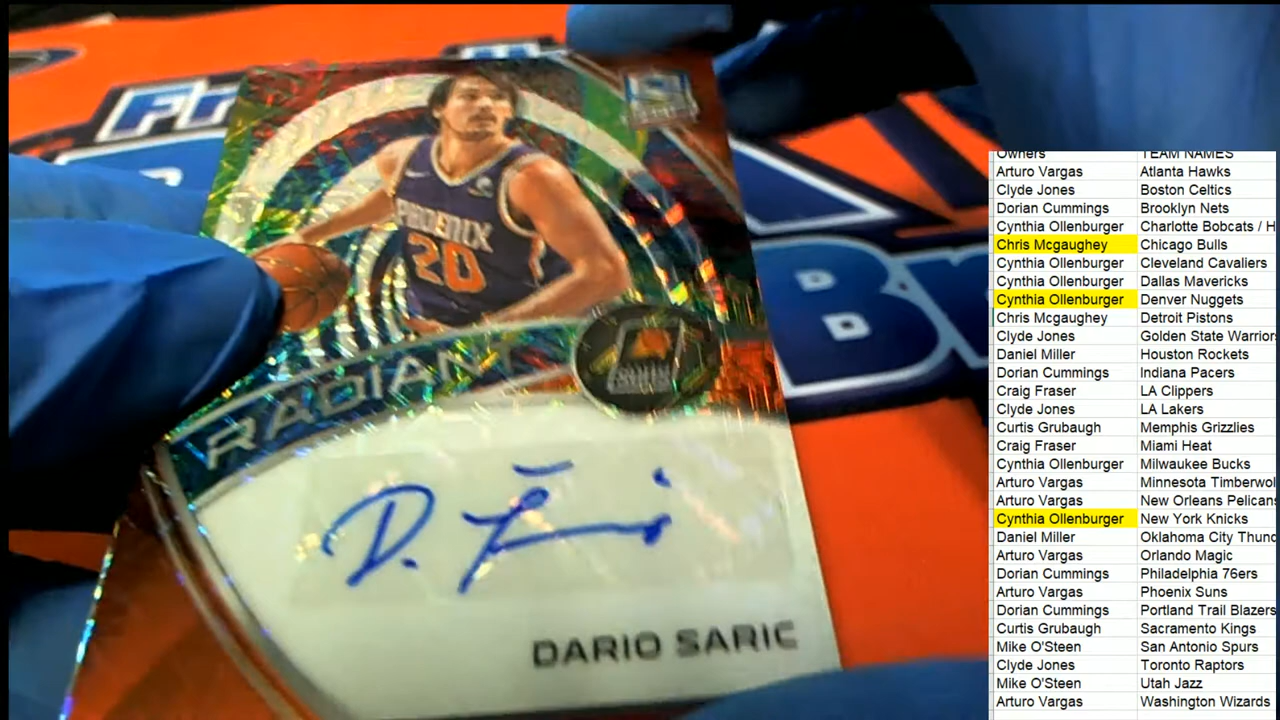 PHOENIX
20
RADIANT
D.
DARIO SARIC
Owners TEAM NAMES
Arturo Vargas Atlanta Hawks
Clyde Jones Boston Celtics
Dorian Cummings Brooklyn Nets
Cynthia Ollenburger Charlotte Bobcats / H
Chris Mcgaughey Chicago Bulls
Cynthia Ollenburger Cleveland Cavaliers
Cynthia Ollenburger Dallas Mavericks
Cynthia Ollenburger Denver Nuggets
Chris Mcgaughey Detroit Pistons
Clyde Jones Golden State Warriors
Daniel Miller Houston Rockets
Dorian Cummings Indiana Pacers
Craig Fraser LA Clippers
Clyde Jones LA Lakers
Curtis Grubaugh Memphis Grizzlies
Craig Fraser Miami Heat
Cynthia Ollenburger Milwaukee Bucks
Arturo Vargas Minnesota Timberwol
Arturo Vargas New Orleans Pelicans
Cynthia Ollenburger New York Knicks
Daniel Miller Oklahoma City Thund
Arturo Vargas Orlando Magic
Dorian Cummings Philadelphia 76ers
Arturo Vargas Phoenix Suns
Dorian Cummings Portland Trail Blazers
Curtis Grubaugh Sacramento Kings
Mike O'Steen San Antonio Spurs
Clyde Jones Toronto Raptors
Mike O'Steen Utah Jazz
Arturo Vargas Washington Wizards